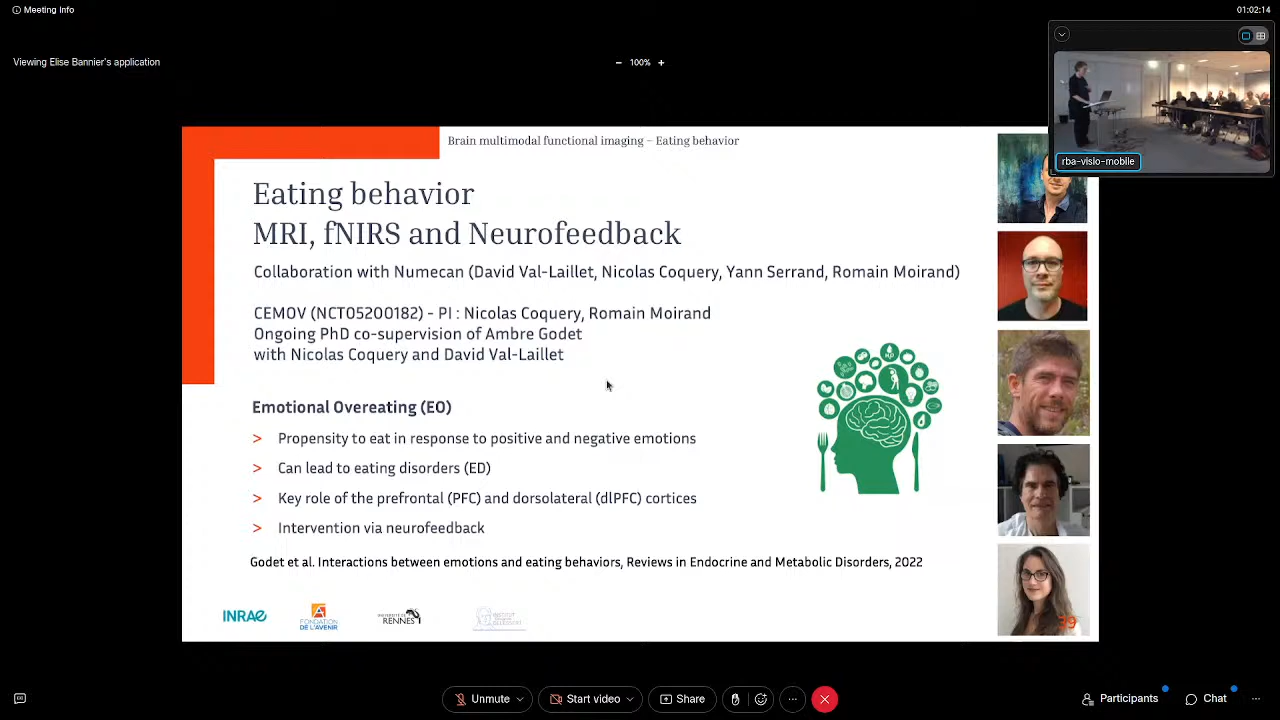 Meeting Info
01:02:14
Viewing Elise Bannier's application
− 100% +
rba-visio-mobile
Brain multimodal functional imaging – Eating behavior
Eating behavior
MRI, fNIRS and Neurofeedback
Collaboration with Numecan (David Val-Laillet, Nicolas Coquery, Yann Serrand, Romain Moirand)
CEMOV (NCT05200182) - PI : Nicolas Coquery, Romain Moirand
Ongoing PhD co-supervision of Ambre Godet
with Nicolas Coquery and David Val-Laillet
Emotional Overeating (EO)
> Propensity to eat in response to positive and negative emotions
> Can lead to eating disorders (ED)
> Key role of the prefrontal (PFC) and dorsolateral (dlPFC) cortices
> Intervention via neurofeedback
Godet et al. Interactions between emotions and eating behaviors, Reviews in Endocrine and Metabolic Disorders, 2022
INRAE
FONDATION
DE L'AVENIR
UNIVERSITÉ DE
RENNES
INSTITUT
39
Unmute
Start video
Share
Participants
Chat